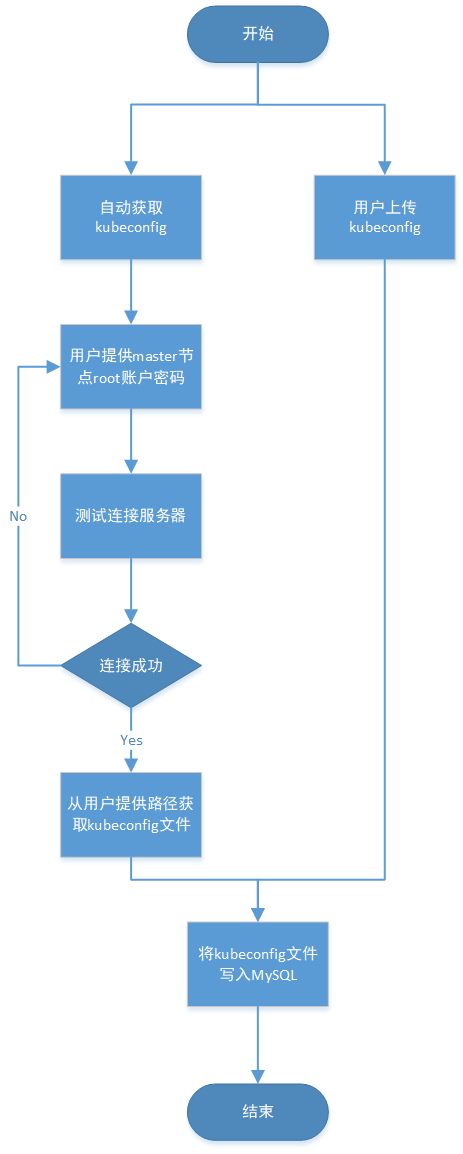 开始
自动获取
kubeconfig
用户上传
kubeconfig
用户提供master节
点root账户密码
No
测试连接服务器
连接成功
Yes
从用户提供路径获
取kubeconfig文件
将kubeconfig文件
写入MySQL
结束